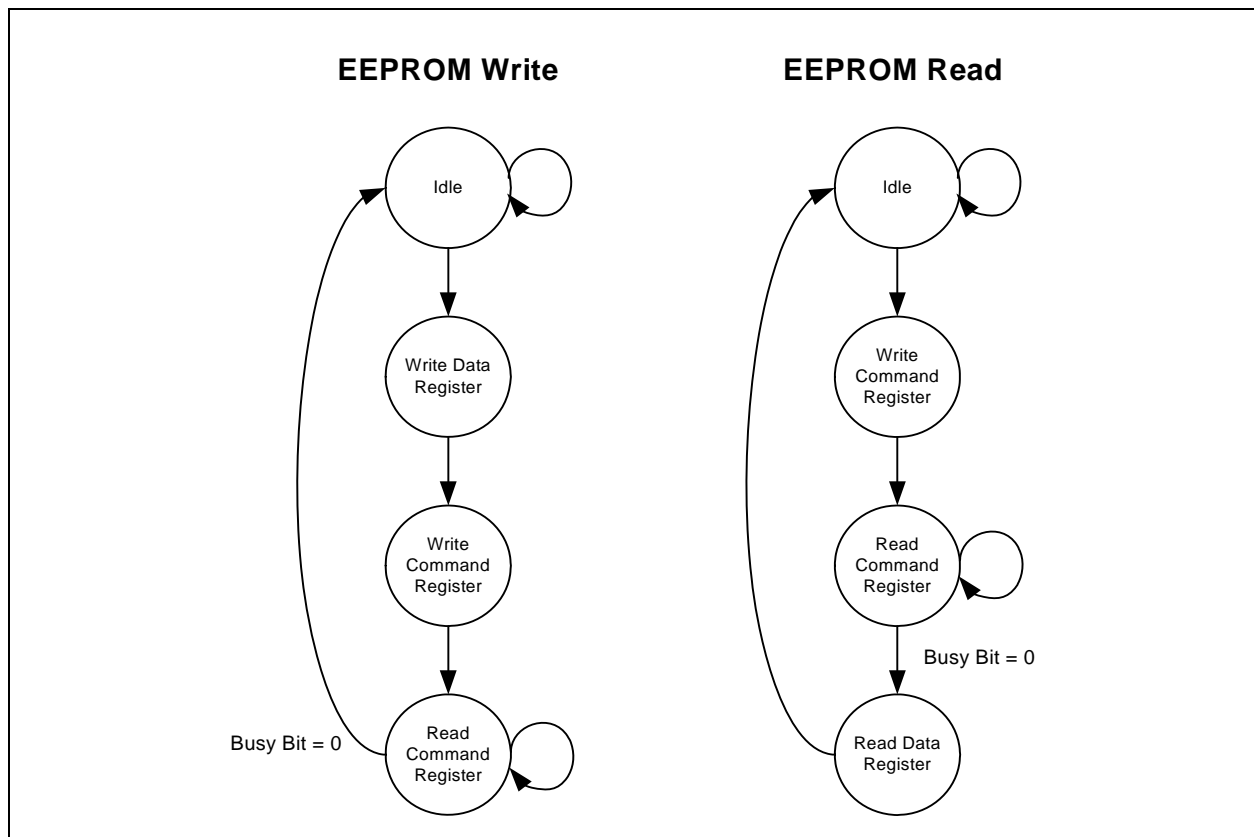 EEPROM Write
Idle
Write Data
Register
Write
Command
Register
Read
Command
Register
Busy Bit = 0
EEPROM Read
Idle
Write
Command
Register
Read
Command
Register
Busy Bit = 0
Read Data
Register